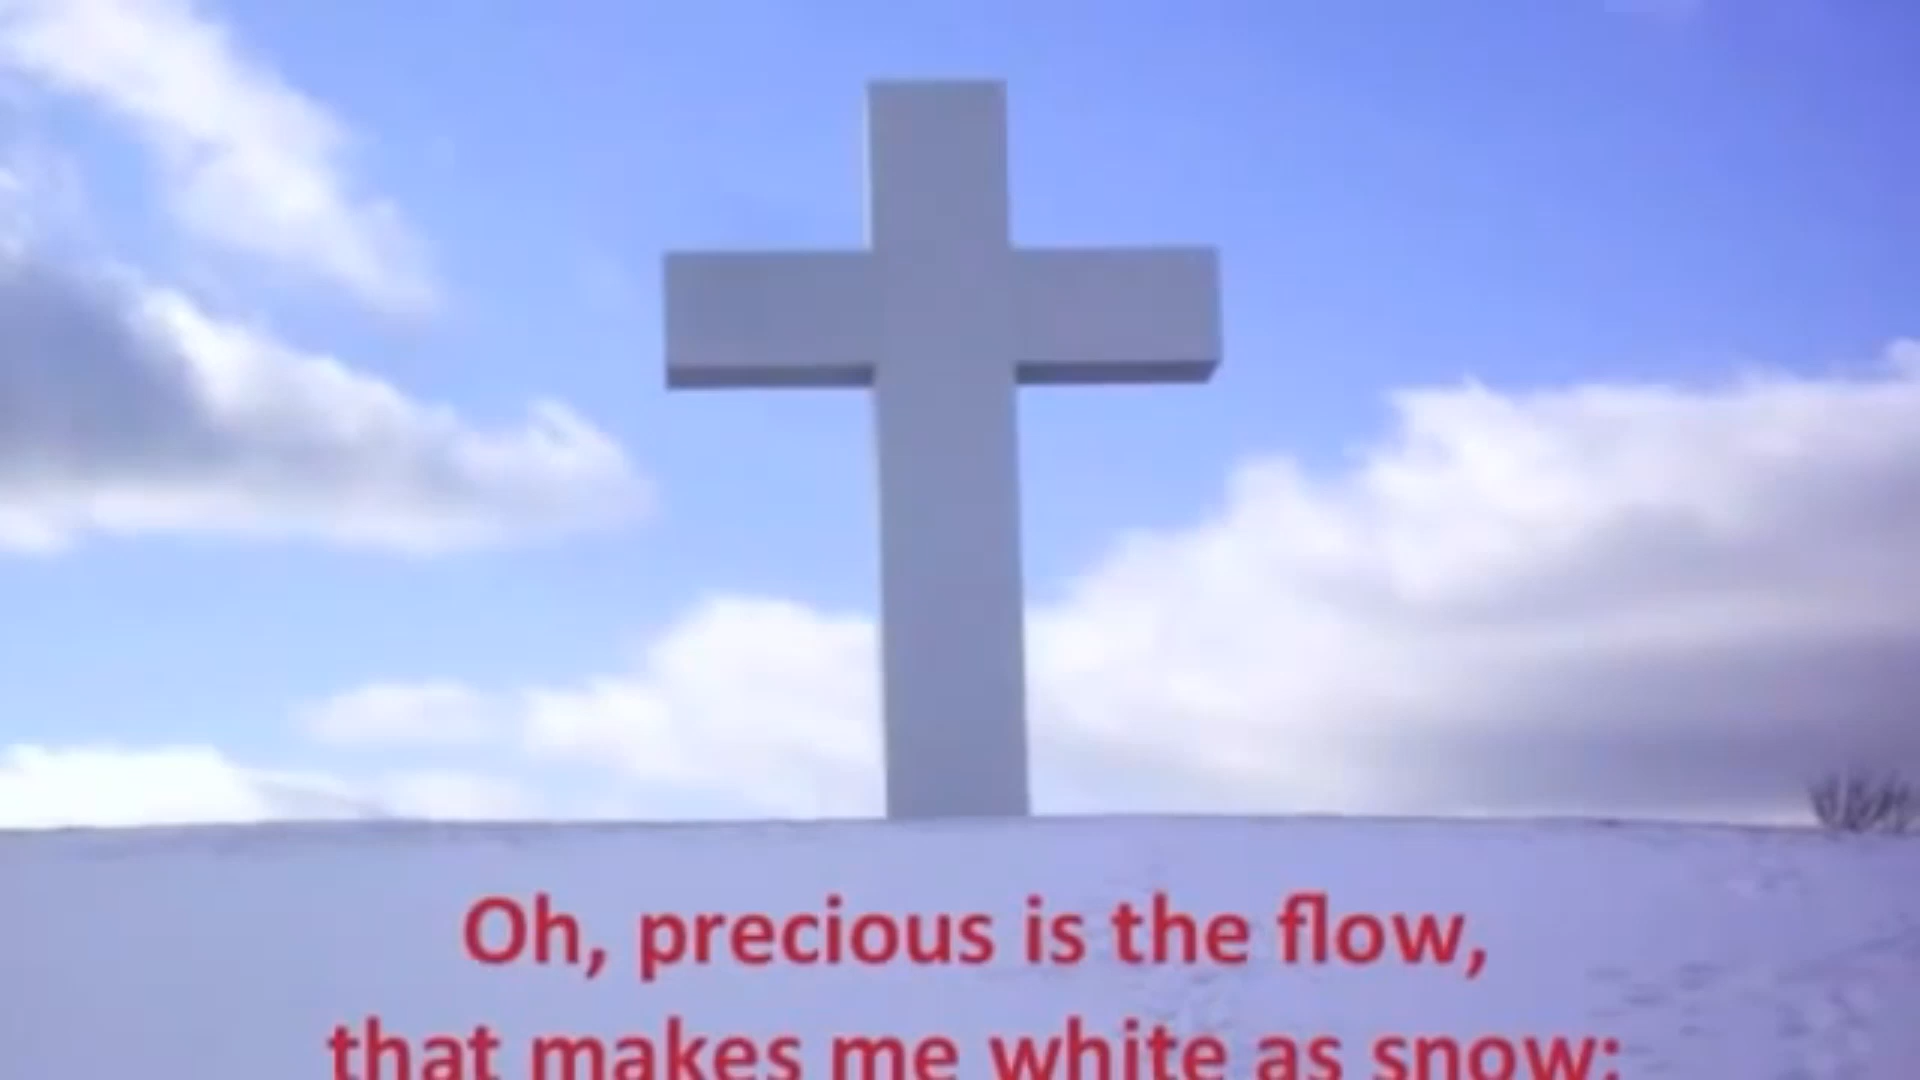 Oh, precious is the flow,
that makes me white as snow;